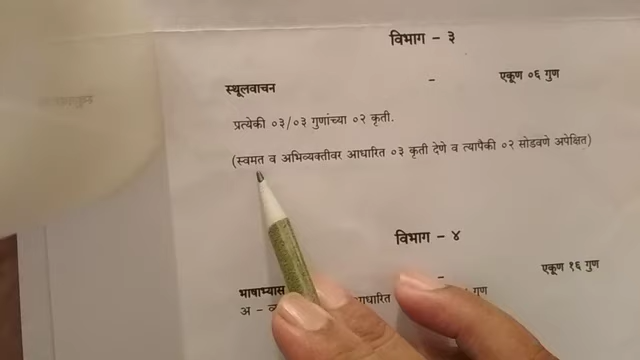 विभाग - ३
स्थूलवाचन - एकूण ०६ गुण
प्रत्येकी ०३/०३ गुणांच्या ०२ कृती.
(स्वमत व अभिव्यक्तीवर आधारित ०३ कृती देणे व त्यापैकी ०२ सोडवणे अपेक्षित)
विभाग - ४
भाषाभ्यास - एकूण १६ गुण
अ - गुण